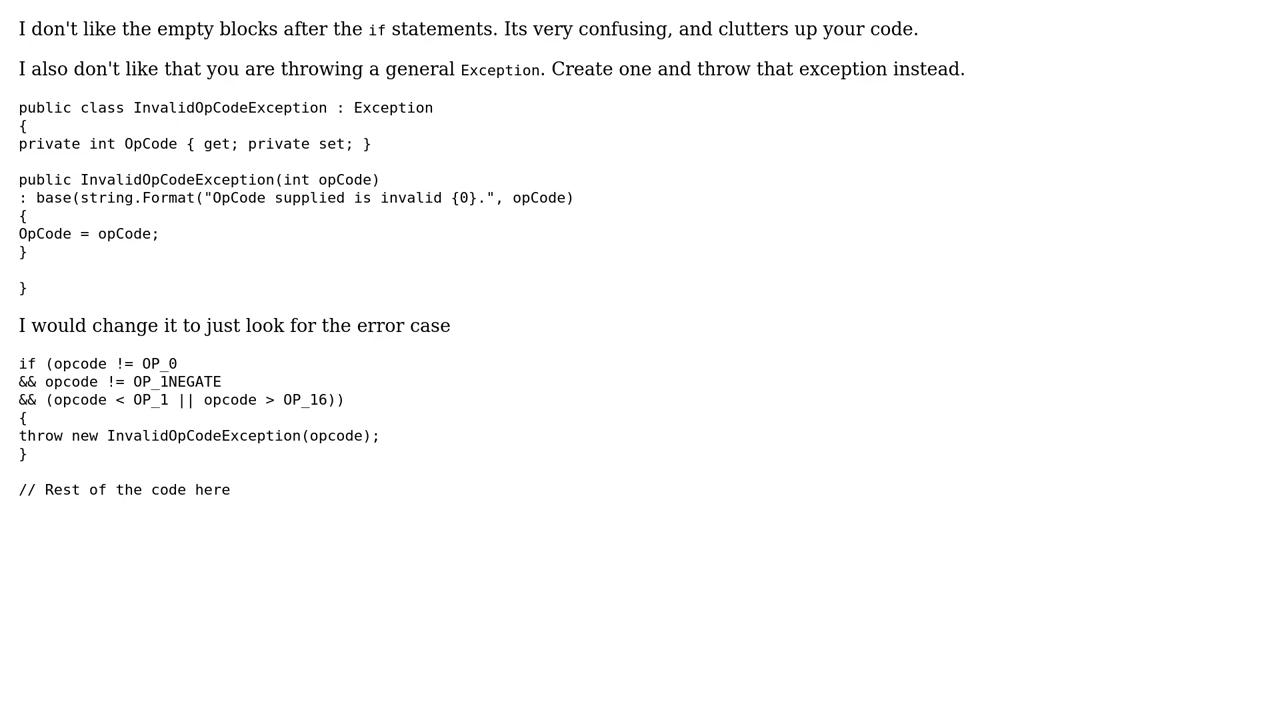 I don't like the empty blocks after the if statements. Its very confusing, and clutters up your code.
I also don't like that you are throwing a general Exception. Create one and throw that exception instead.
public class InvalidOpCodeException : Exception
{
private int OpCode { get; private set; }
public InvalidOpCodeException(int opCode)
: base(string.Format("OpCode supplied is invalid {0}.", opCode)
{
OpCode = opCode;
}
}
I would change it to just look for the error case
if (opcode != OP_0
&& opcode != OP_1NEGATE
&& (opcode < OP_1 || opcode > OP_16))
{
throw new InvalidOpCodeException(opcode);
}
// Rest of the code here